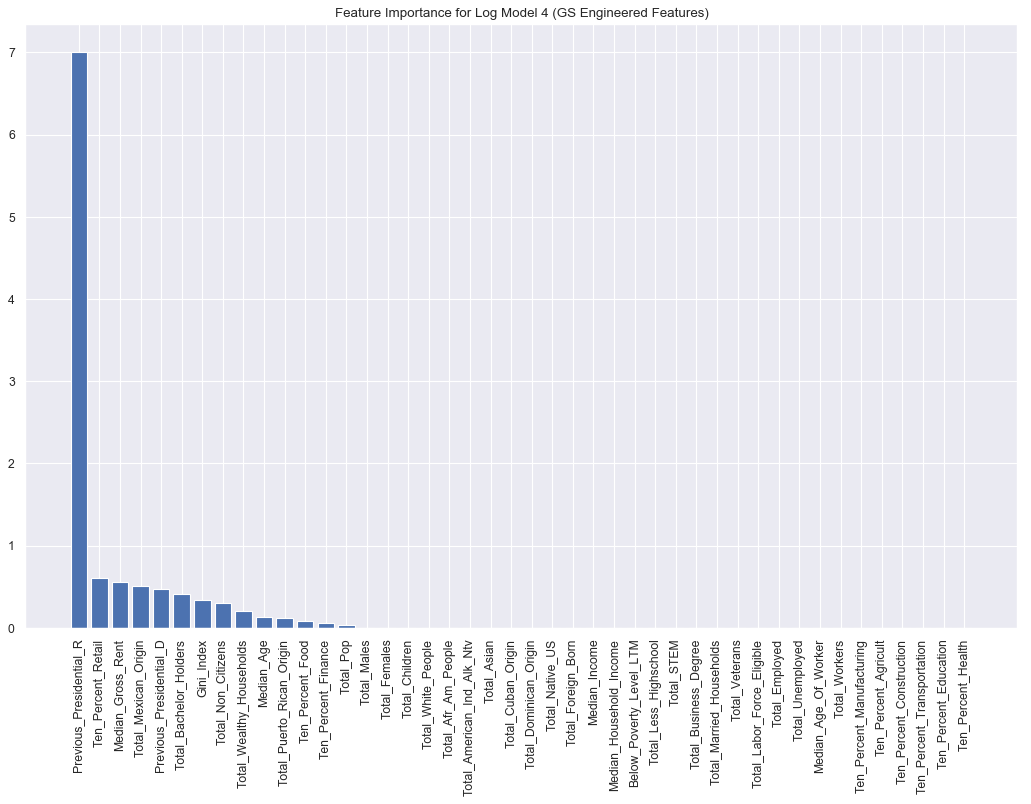 Feature Importance for Log Model 4 (GS Engineered Features)
7
6
5
4
3
2
1
0
Previous_Presidential_R
Ten_Percent_Retail
Median_Gross_Rent
Total_Mexican_Origin
Previous_Presidential_D
Total_Bachelor_Holders
Gini_Index
Total_Non_Citizens
Total_Wealthy_Households
Median_Age
Total_Puerto_Rican_Origin
Ten_Percent_Food
Ten_Percent_Finance
Total_Pop
Total_Males
Total_Females
Total_Children
Total_White_People
Total_Afr_Am_People
Total_American_Ind_Alk_Ntv
Total_Asian
Total_Cuban_Origin
Total_Dominican_Origin
Total_Native_US
Total_Foreign_Born
Median_Income
Median_Household_Income
Below_Poverty_Level_LTM
Total_Less_Highschool
Total_STEM
Total_Business_Degree
Total_Married_Households
Total_Veterans
Total_Labor_Force_Eligible
Total_Employed
Total_Unemployed
Median_Age_Of_Worker
Total_Workers
Ten_Percent_Manufacturing
Ten_Percent_Agricult
Ten_Percent_Construction
Ten_Percent_Transportation
Ten_Percent_Education
Ten_Percent_Health